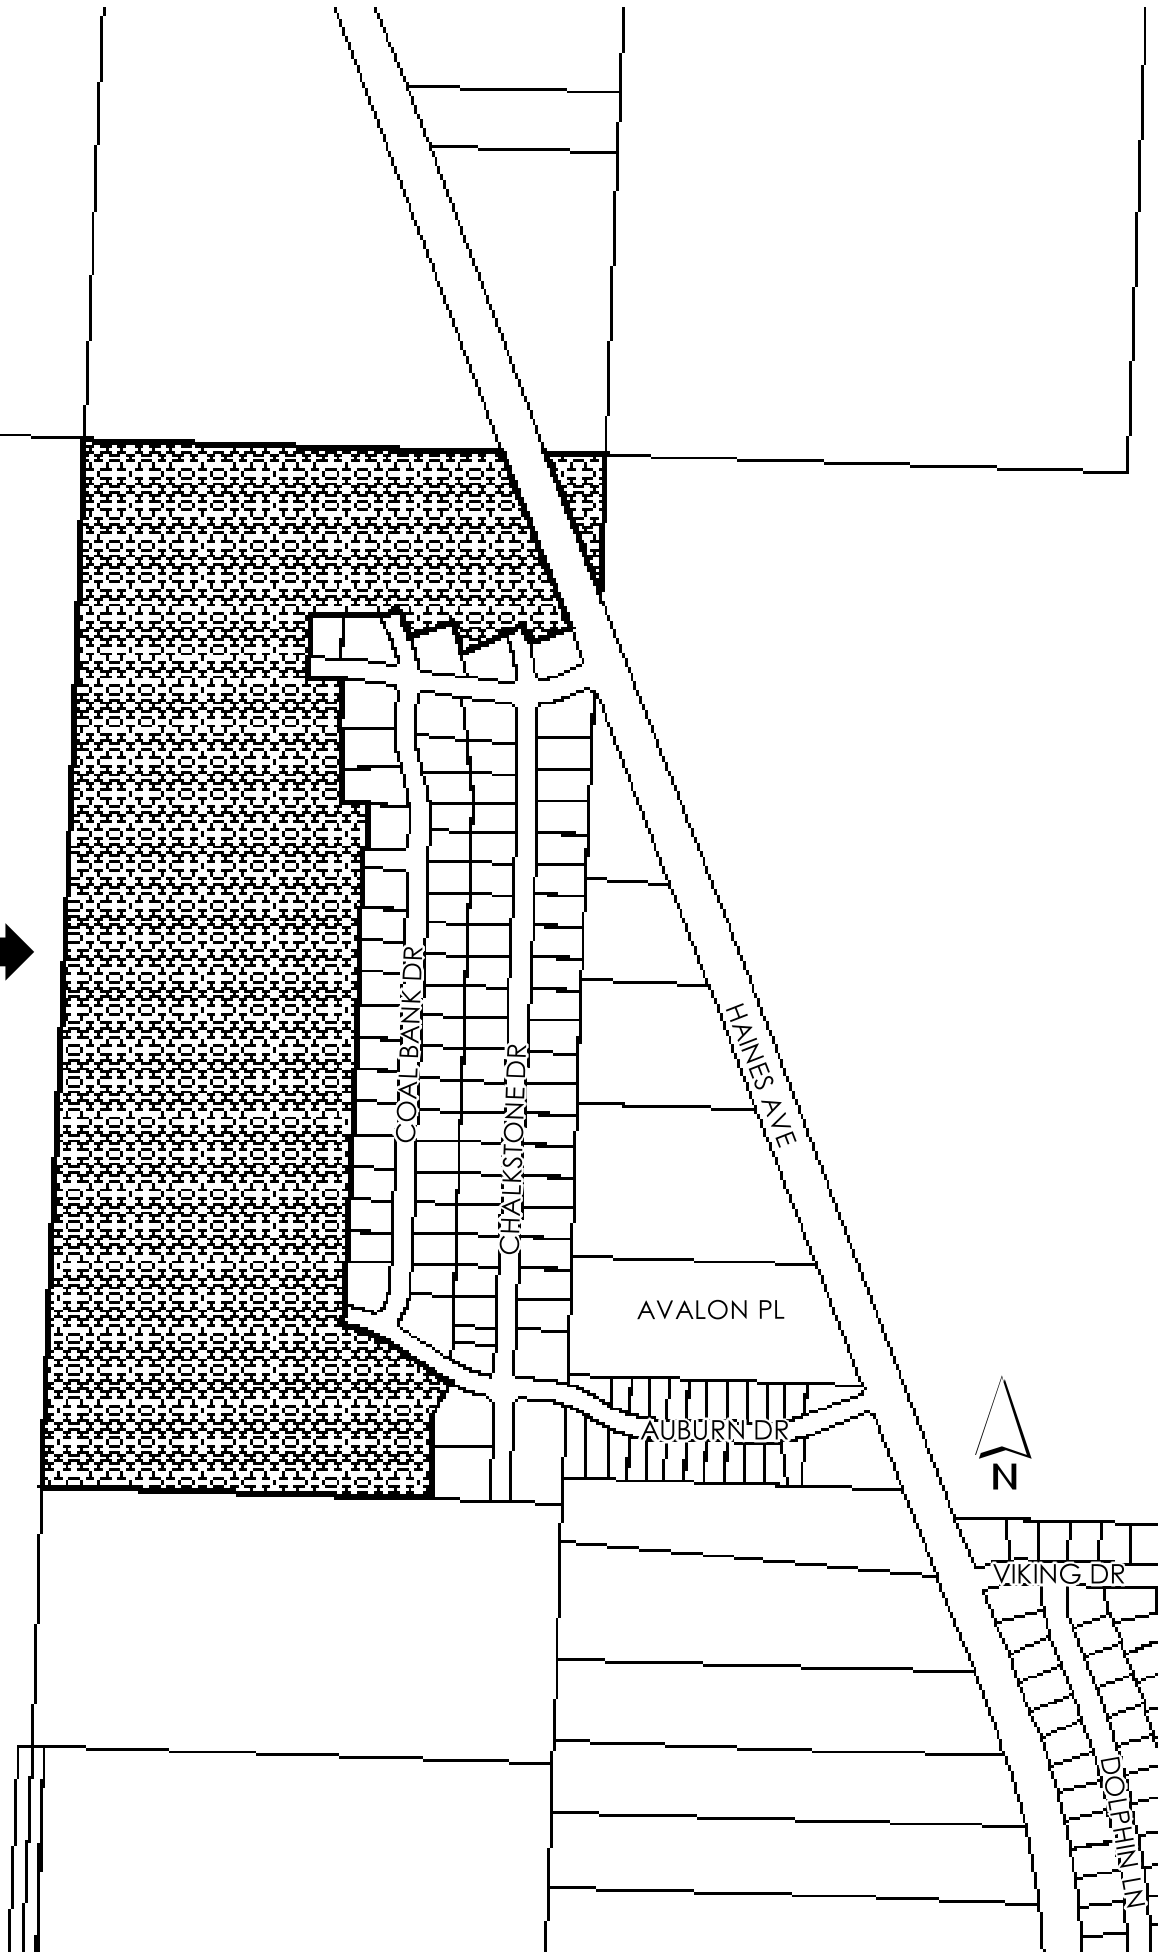 COAL BANK DR
CHALKSTONE DR
HAINES AVE
AVALON PL
AUBURN DR
N
VIKING DR
DOLPHIN LN